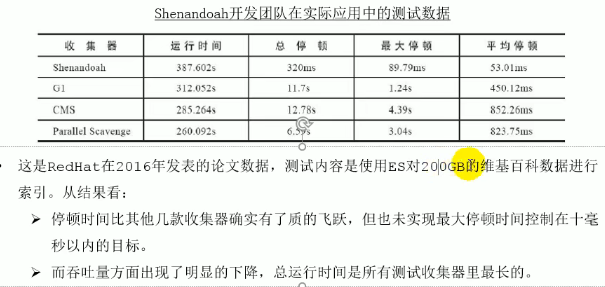 Shenandoah开发团队在实际应用中的测试数据
收集器 运行时间 总停顿 最大停顿 平均停顿
Shenandoah 387.602s 320ms 89.79ms 53.01ms
G1 312.052s 11.7s 1.24s 450.12ms
CMS 285.264s 12.78s 4.39s 852.26ms
Parallel Scavenge 260.092s 6.59s 3.04s 823.75ms
• 这是RedHat在2016年发表的论文数据，测试内容是使用ES对200GB的维基百科数据进行
索引。从结果看：
➢ 停顿时间比其他几款收集器确实有了质的飞跃，但也未实现最大停顿时间控制在十毫
秒以内的目标。
➢ 而吞吐量方面出现了明显的下降，总运行时间是所有测试收集器里最长的。